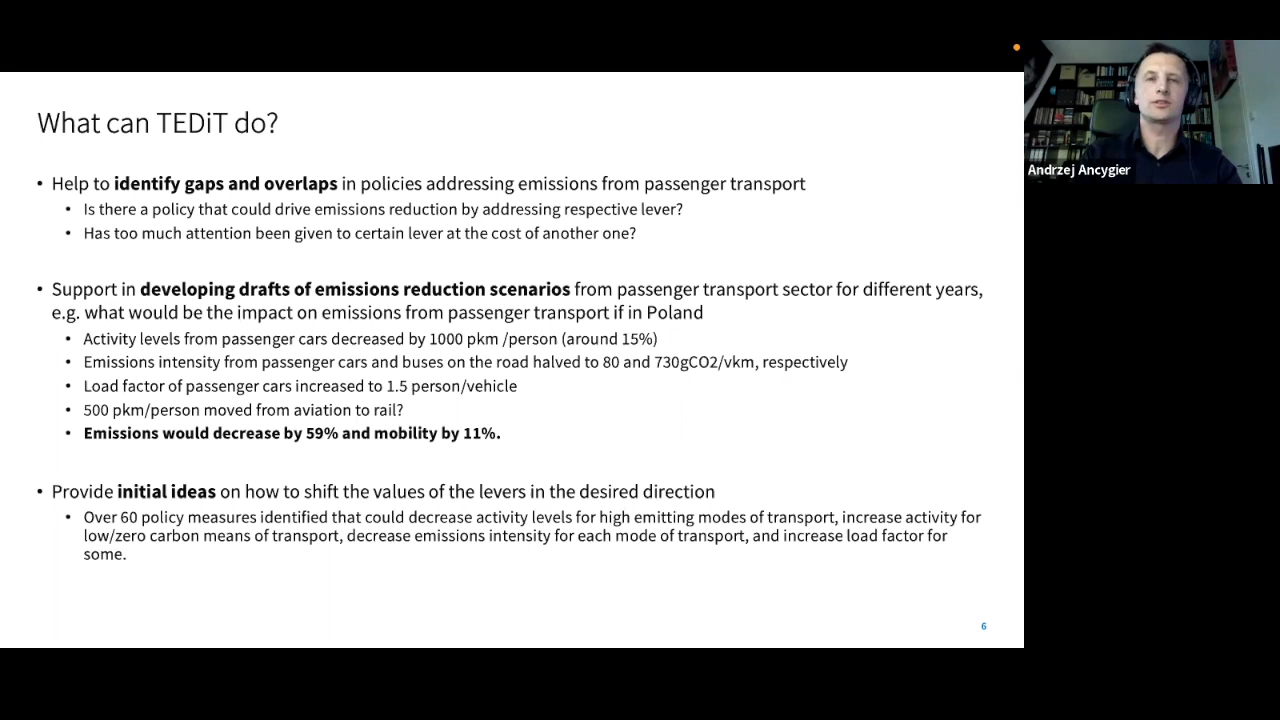 What can TEDiT do?
• Help to identify gaps and overlaps in policies addressing emissions from passenger transport
• Is there a policy that could drive emissions reduction by addressing respective lever?
• Has too much attention been given to certain lever at the cost of another one?
• Support in developing drafts of emissions reduction scenarios from passenger transport sector for different years,
e.g. what would be the impact on emissions from passenger transport if in Poland
• Activity levels from passenger cars decreased by 1000 pkm /person (around 15%)
• Emissions intensity from passenger cars and buses on the road halved to 80 and 730gCO2/vkm, respectively
• Load factor of passenger cars increased to 1.5 person/vehicle
• 500 pkm/person moved from aviation to rail?
• Emissions would decrease by 59% and mobility by 11%.
• Provide initial ideas on how to shift the values of the levers in the desired direction
• Over 60 policy measures identified that could decrease activity levels for high emitting modes of transport, increase activity for
low/zero carbon means of transport, decrease emissions intensity for each mode of transport, and increase load factor for
some.
6
Andrzej Ancygier